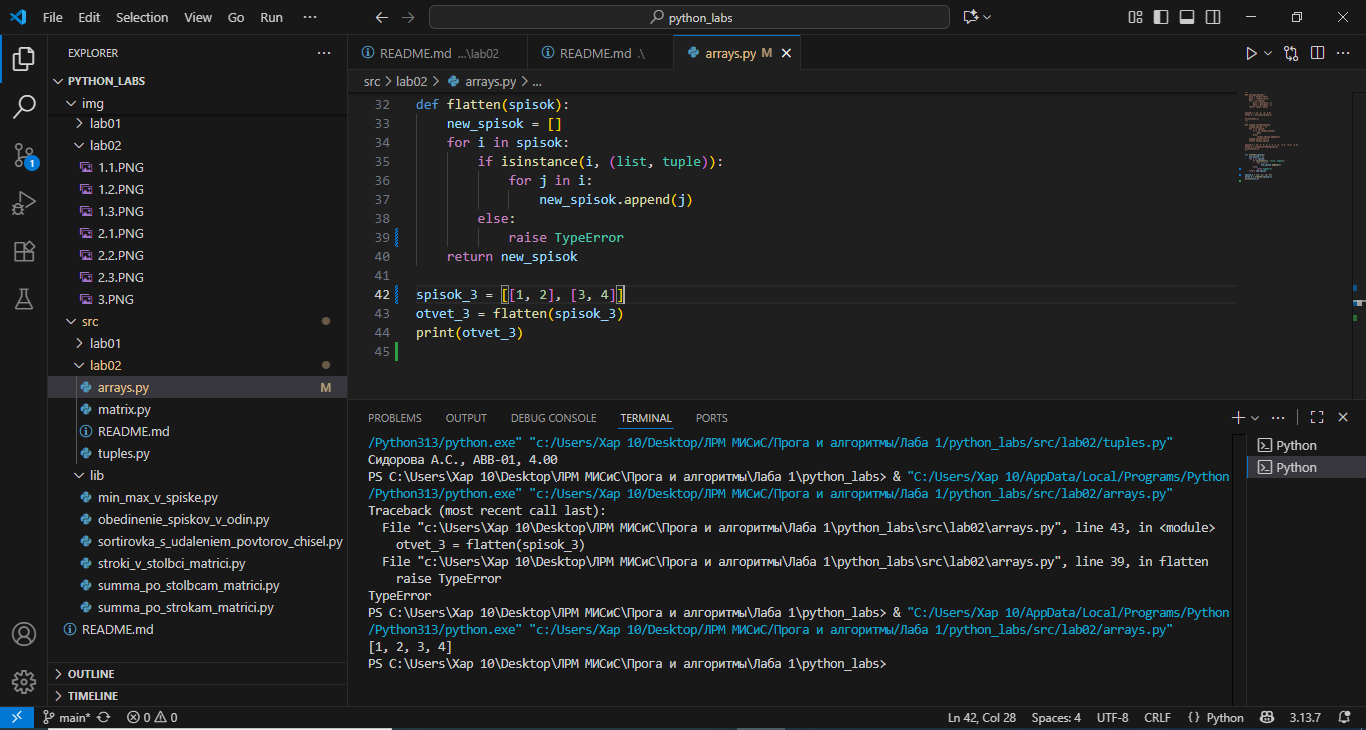 File Edit Selection View Go Run ··· python_labs
EXPLORER ···
PYTHON_LABS
img
lab01
lab02
1.1.PNG
1.2.PNG
1.3.PNG
2.1.PNG
2.2.PNG
2.3.PNG
3.PNG
src
lab01
lab02
arrays.py M
matrix.py
README.md
tuples.py
lib
min_max_v_spiske.py
obedinenie_spiskov_v_odin.py
sortirovka_s_udaleniem_povtorov_chisel.py
stroki_v_stolbci_matrici.py
summa_po_stolbcam_matrici.py
summa_po_strokam_matrici.py
README.md
OUTLINE
TIMELINE
1
README.md ...\lab02 README.md .\ arrays.py M
src > lab02 > arrays.py > ...
32 def flatten(spisok):
33 new_spisok = []
34 for i in spisok:
35 if isinstance(i, (list, tuple)):
36 for j in i:
37 new_spisok.append(j)
38 else:
39 raise TypeError
40 return new_spisok
41
42 spisok_3 = [[1, 2], [3, 4]]
43 otvet_3 = flatten(spisok_3)
44 print(otvet_3)
45
PROBLEMS OUTPUT DEBUG CONSOLE TERMINAL PORTS
/Python313/python.exe" "c:/Users/Xap 10/Desktop/ЛРМ МИСиС/Прога и алгоритмы/Лаба 1/python_labs/src/lab02/tuples.py"
Сидорова А.С., ABB-01, 4.00
PS C:\Users\Xap 10\Desktop\ЛРМ МИСиС\Прога и алгоритмы\Лаба 1\python_labs> & "C:/Users/Xap 10/AppData/Local/Programs/Python
/Python313/python.exe" "c:/Users/Xap 10/Desktop/ЛРМ МИСиС/Прога и алгоритмы/Лаба 1/python_labs/src/lab02/arrays.py"
Traceback (most recent call last):
File "c:\Users\Xap 10\Desktop\ЛРМ МИСиС\Прога и алгоритмы\Лаба 1\python_labs\src\lab02\arrays.py", line 43, in <module>
otvet_3 = flatten(spisok_3)
File "c:\Users\Xap 10\Desktop\ЛРМ МИСиС\Прога и алгоритмы\Лаба 1\python_labs\src\lab02\arrays.py", line 39, in flatten
raise TypeError
TypeError
PS C:\Users\Xap 10\Desktop\ЛРМ МИСиС\Прога и алгоритмы\Лаба 1\python_labs> & "C:/Users/Xap 10/AppData/Local/Programs/Python
/Python313/python.exe" "c:/Users/Xap 10/Desktop/ЛРМ МИСиС/Прога и алгоритмы/Лаба 1/python_labs/src/lab02/arrays.py"
[1, 2, 3, 4]
PS C:\Users\Xap 10\Desktop\ЛРМ МИСиС\Прога и алгоритмы\Лаба 1\python_labs>
Python
Python
main* 0 0 Ln 42, Col 28 Spaces: 4 UTF-8 CRLF {} Python 3.13.7